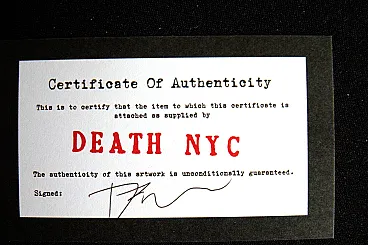 Certificate Of Authenticity
This is to certify that the item to which this certificate is
attached as supplied by
DEATH NYC
The authenticity of this artwork is unconditionally guaranteed.
Signed: